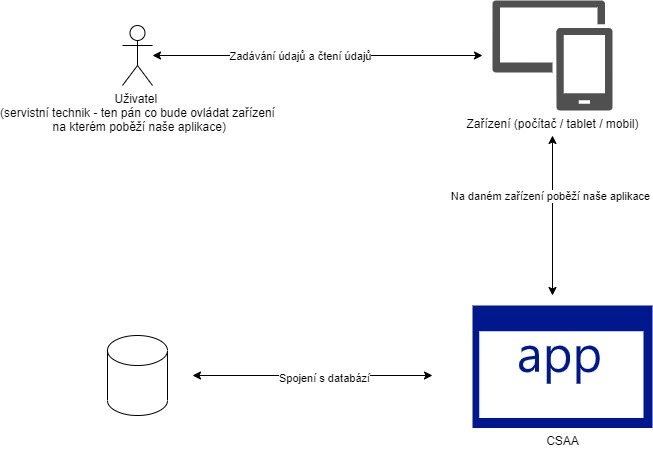 Zadávání údajů a čtení údajů
Uživatel
(servistní technik - ten pán co bude ovládat zařízení
na kterém poběží naše aplikace)
Zařízení (počítač / tablet / mobil)
Na daném zařízení poběží naše aplikace
app
Spojení s databází
CSAA